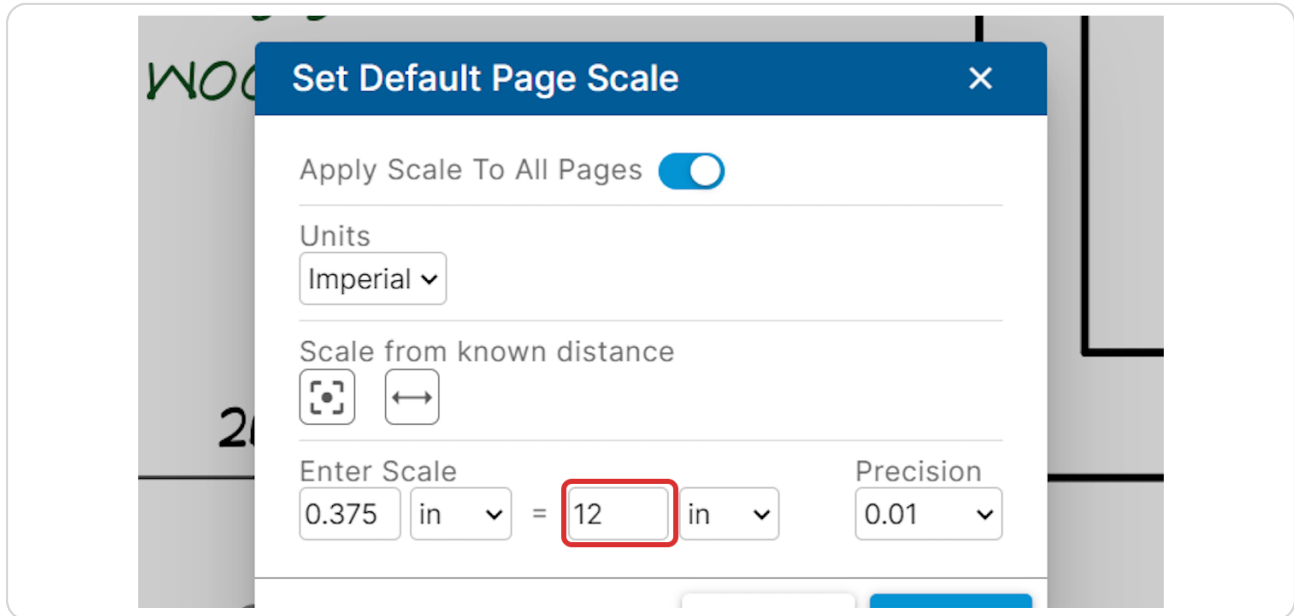 Set Default Page Scale
Apply Scale To All Pages
Units
Imperial
Scale from known distance
Enter Scale
Precision
0.375 in = 12 in 0.01